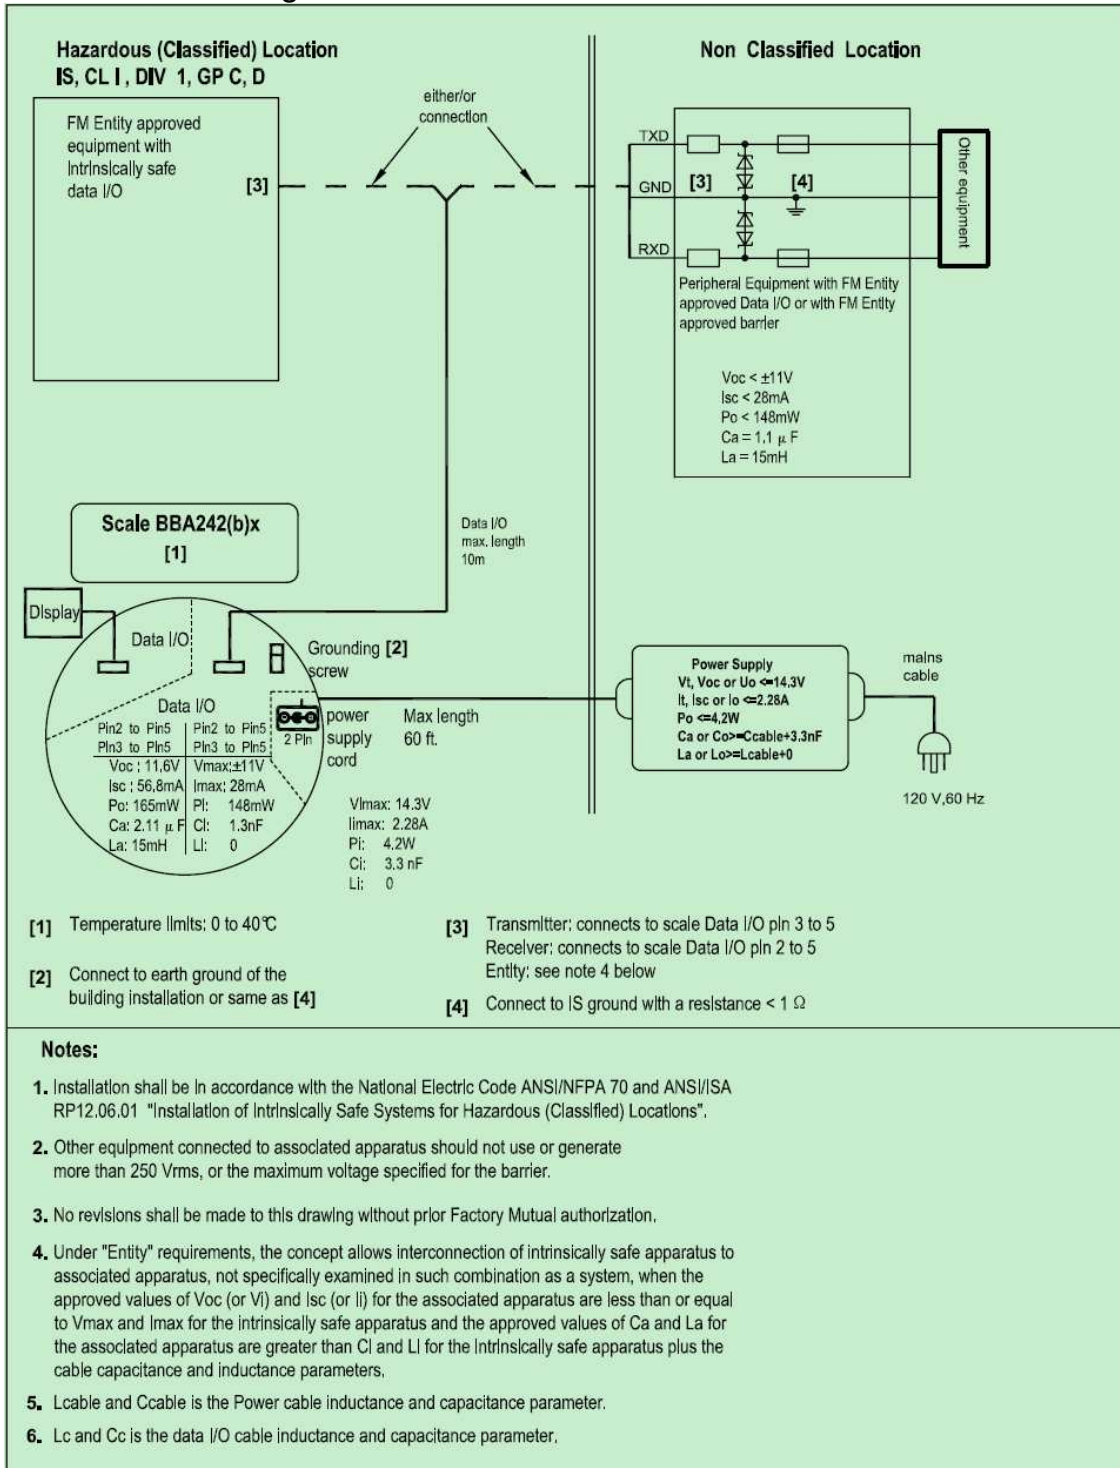 Hazardous (Classified) Location
IS, CL I , DIV 1, GP C, D
Non Classified Location
FM Entity approved
equipment with
intrinsically safe
data I/O
[3]
either/or
connection
TXD
GND
RXD
[3]
[4]
Other equipment
Peripheral Equipment with FM Entity
approved Data I/O or with FM Entity
approved barrier
Voc < ±11V
Isc < 28mA
Po < 148mW
Ca = 1,1 μ F
La = 15mH
Scale BBA242(b)x
[1]
Data I/O
max. length
10m
Display
Data I/O
Grounding [2]
screw
Data I/O
Pin2 to Pin5
Pin3 to Pin5
Voc : 11,6V
Isc : 56,8mA
Po: 165mW
Ca: 2.11 μ F
La: 15mH
Pin2 to Pin5
Pin3 to Pin5
Vmax:±11V
Imax: 28mA
Pi: 148mW
Ci: 1.3nF
Li: 0
2 Pin
power
supply
cord
Max length
60 ft.
Vimax: 14.3V
Iimax: 2.28A
Pi: 4.2W
Ci: 3.3 nF
Li: 0
Power Supply
Vt, Voc or Uo <=14.3V
It, Isc or Io <=2.28A
Po <=4,2W
Ca or Co>=Ccable+3.3nF
La or Lo>=Lcable+0
mains
cable
120 V,60 Hz
[1] Temperature limits: 0 to 40℃
[2] Connect to earth ground of the
building installation or same as [4]
[3] Transmitter: connects to scale Data I/O pin 3 to 5
Receiver: connects to scale Data I/O pin 2 to 5
Entity: see note 4 below
[4] Connect to IS ground with a resistance < 1 Ω
Notes:
1. Installation shall be in accordance with the National Electric Code ANSI/NFPA 70 and ANSI/ISA
RP12.06.01 "Installation of Intrinsically Safe Systems for Hazardous (Classified) Locations".
2. Other equipment connected to associated apparatus should not use or generate
more than 250 Vrms, or the maximum voltage specified for the barrier.
3. No revisions shall be made to this drawing without prior Factory Mutual authorization,
4. Under "Entity" requirements, the concept allows interconnection of intrinsically safe apparatus to
associated apparatus, not specifically examined in such combination as a system, when the
approved values of Voc (or Vi) and Isc (or Ii) for the associated apparatus are less than or equal
to Vmax and Imax for the intrinsically safe apparatus and the approved values of Ca and La for
the associated apparatus are greater than Ci and Li for the intrinsically safe apparatus plus the
cable capacitance and inductance parameters,
5. Lcable and Ccable is the Power cable inductance and capacitance parameter.
6. Lc and Cc is the data I/O cable inductance and capacitance parameter,